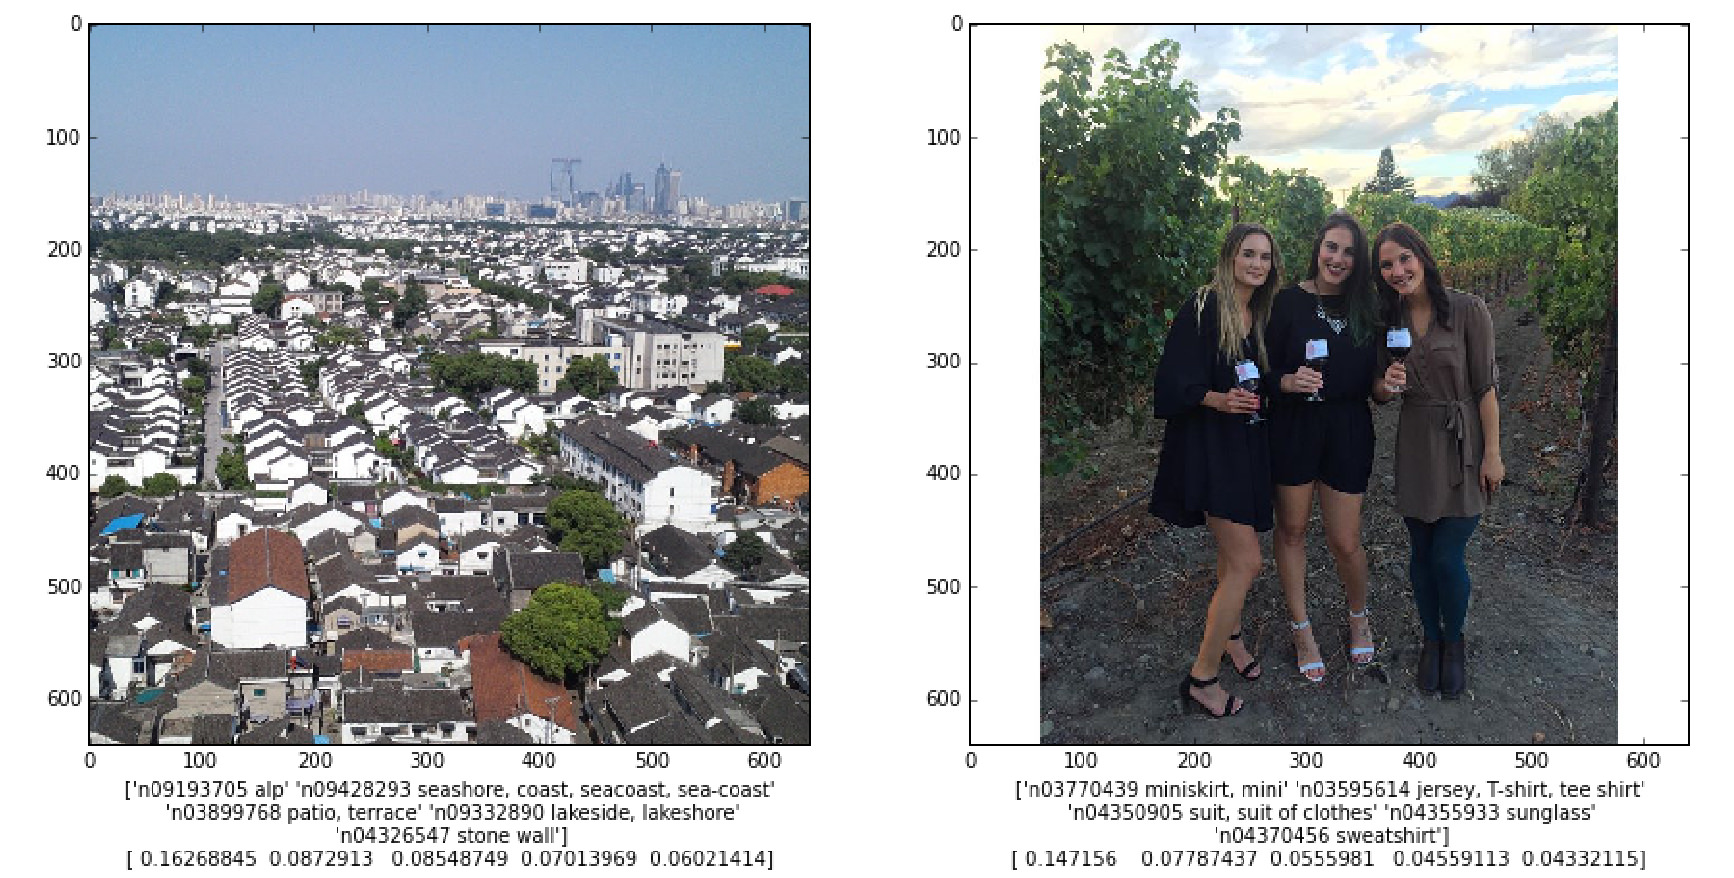 0
100
200
300
400
500
600
0 100 200 300 400 500 600
['n09193705 alp' 'n09428293 seashore, coast, seacoast, sea-coast'
'n03899768 patio, terrace' 'n09332890 lakeside, lakeshore'
'n04326547 stone wall']
[ 0.16268845 0.0872913 0.08548749 0.07013969 0.06021414]
0
100
200
300
400
500
600
0 100 200 300 400 500 600
['n03770439 miniskirt, mini' 'n03595614 jersey, T-shirt, tee shirt'
'n04350905 suit, suit of clothes' 'n04355933 sunglass'
'n04370456 sweatshirt']
[ 0.147156 0.07787437 0.0555981 0.04559113 0.04332115]